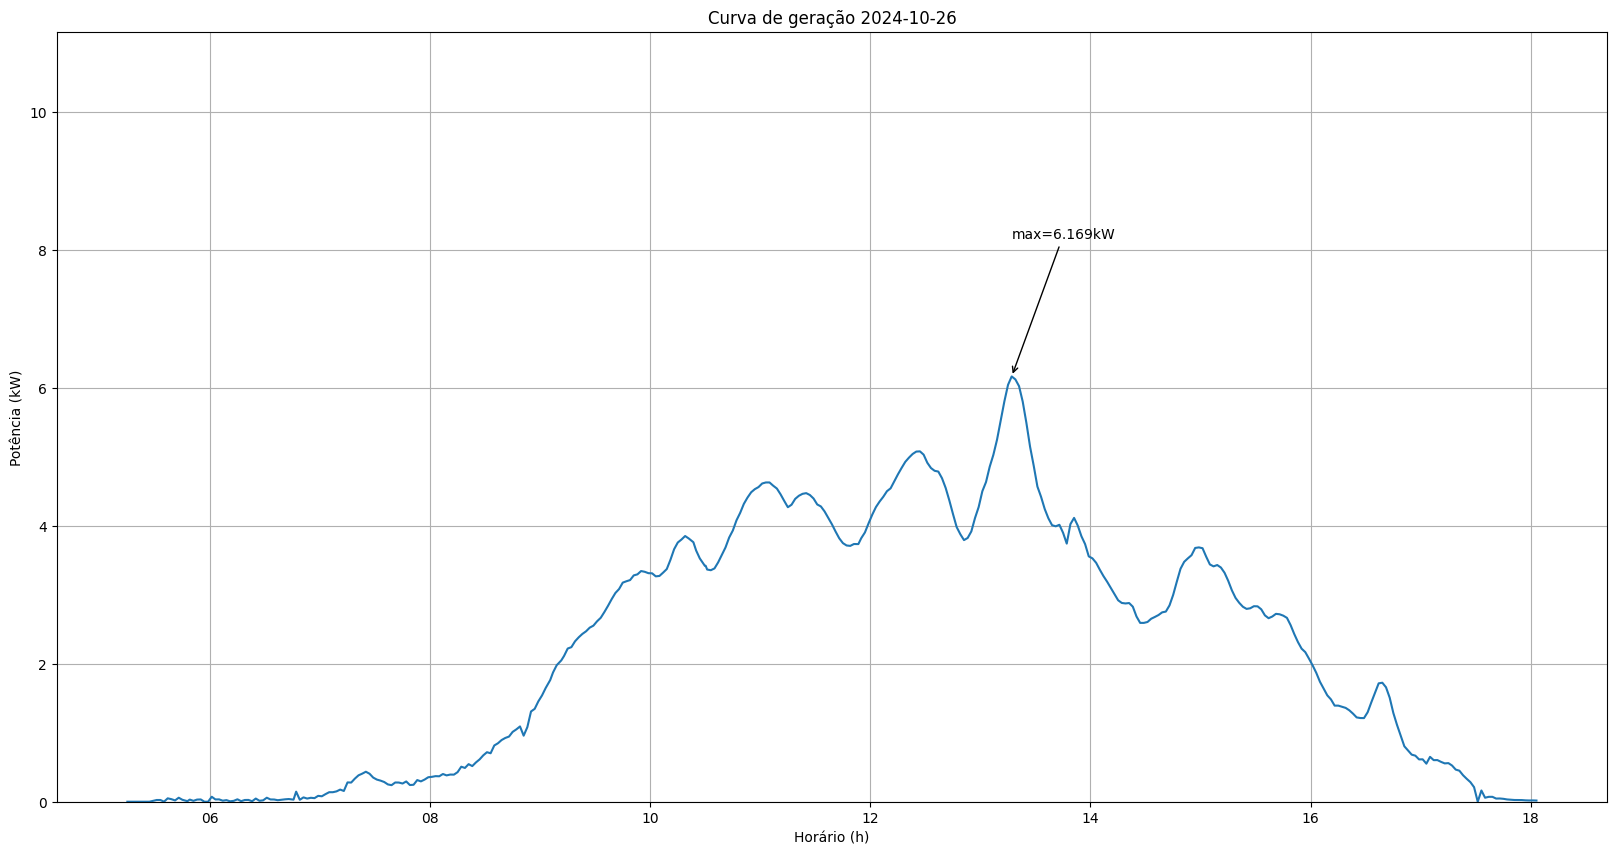 Curva de geração 2024-10-26
10
8
6
4
2
0
Potência (kW)
max=6.169kW
06 08 10 12 14 16 18
Horário (h)